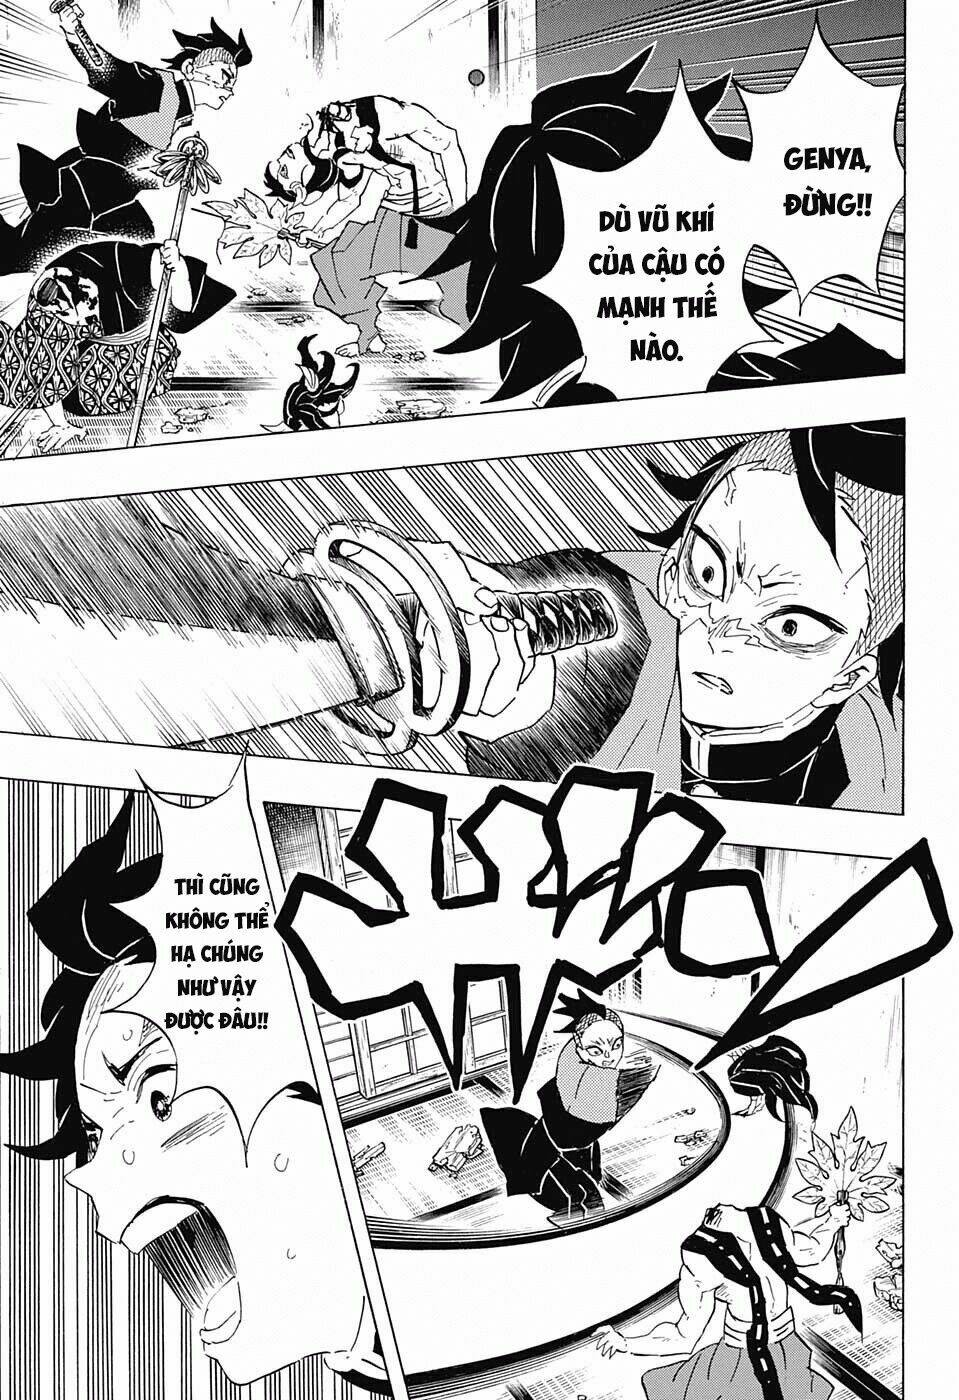 GENYA,
ĐỪNG!!
DÙ VŨ KHÍ
CỦA CẬU CÓ
MẠNH THẾ
NÀO.
THÌ CŨNG
KHÔNG THỂ
HẠ CHÚNG
NHƯ VẬY
ĐƯỢC ĐÂU!!